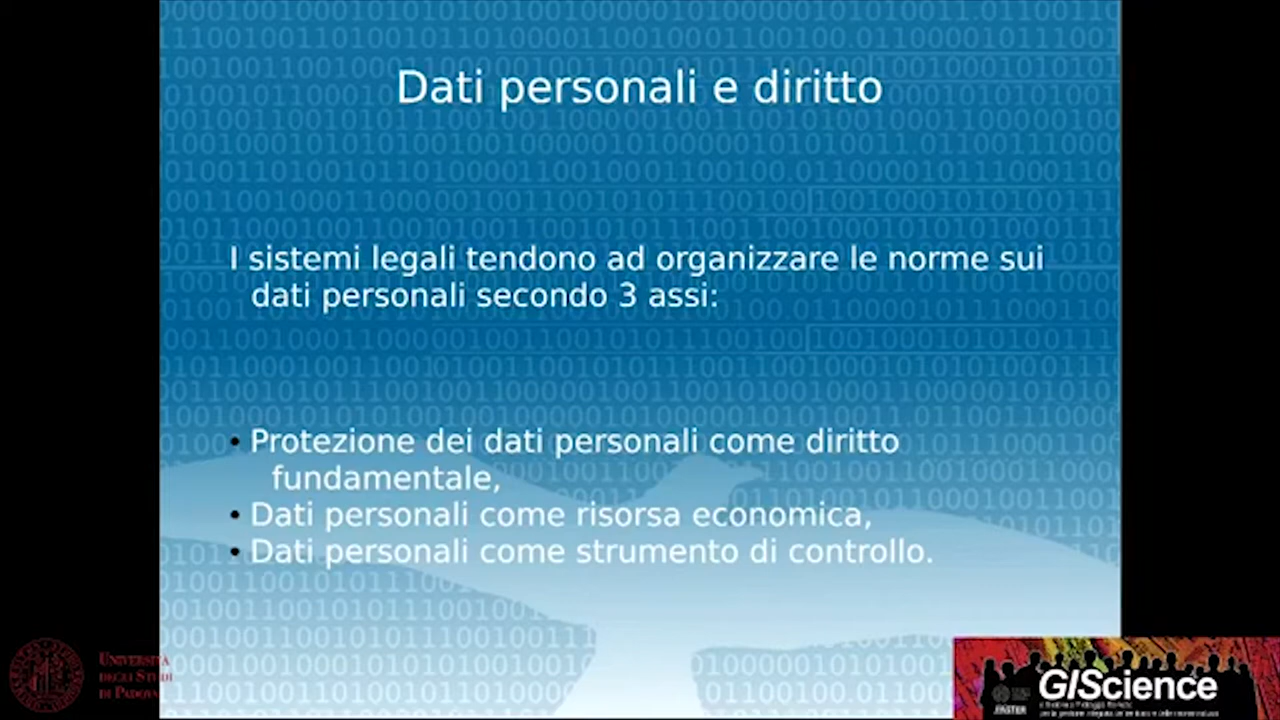 Dati personali e diritto
I sistemi legali tendono ad organizzare le norme sui
dati personali secondo 3 assi:
• Protezione dei dati personali come diritto
fundamentale,
• Dati personali come risorsa economica,
• Dati personali come strumento di controllo.
UNIVERSITÀ
DEGLI STUDI
DI PADOVA
GIScience
MASTER